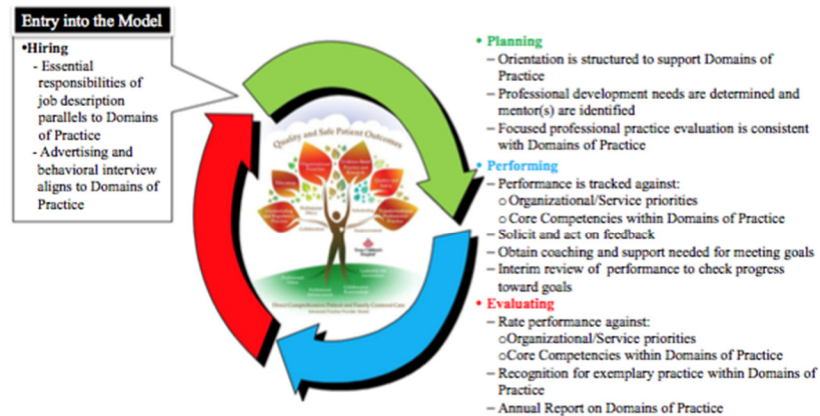 Entry into the Model
•Hiring
- Essential
responsibilities of
job description
parallels to Domains
of Practice
- Advertising and
behavioral interview
aligns to Domains of
Practice
Quality and Safe Patient Outcomes
• Planning
– Orientation is structured to support Domains of
Practice
– Professional development needs are determined and
mentor(s) are identified
– Focused professional practice evaluation is consistent
with Domains of Practice
• Performing
– Performance is tracked against:
o Organizational/Service priorities
o Core Competencies within Domains of Practice
– Solicit and act on feedback
– Obtain coaching and support needed for meeting goals
– Interim review of performance to check progress
toward goals
• Evaluating
– Rate performance against:
oOrganizational/Service priorities
oCore Competencies within Domains of Practice
– Recognition for exemplary practice within Domains of
Practice
– Annual Report on Domains of Practice